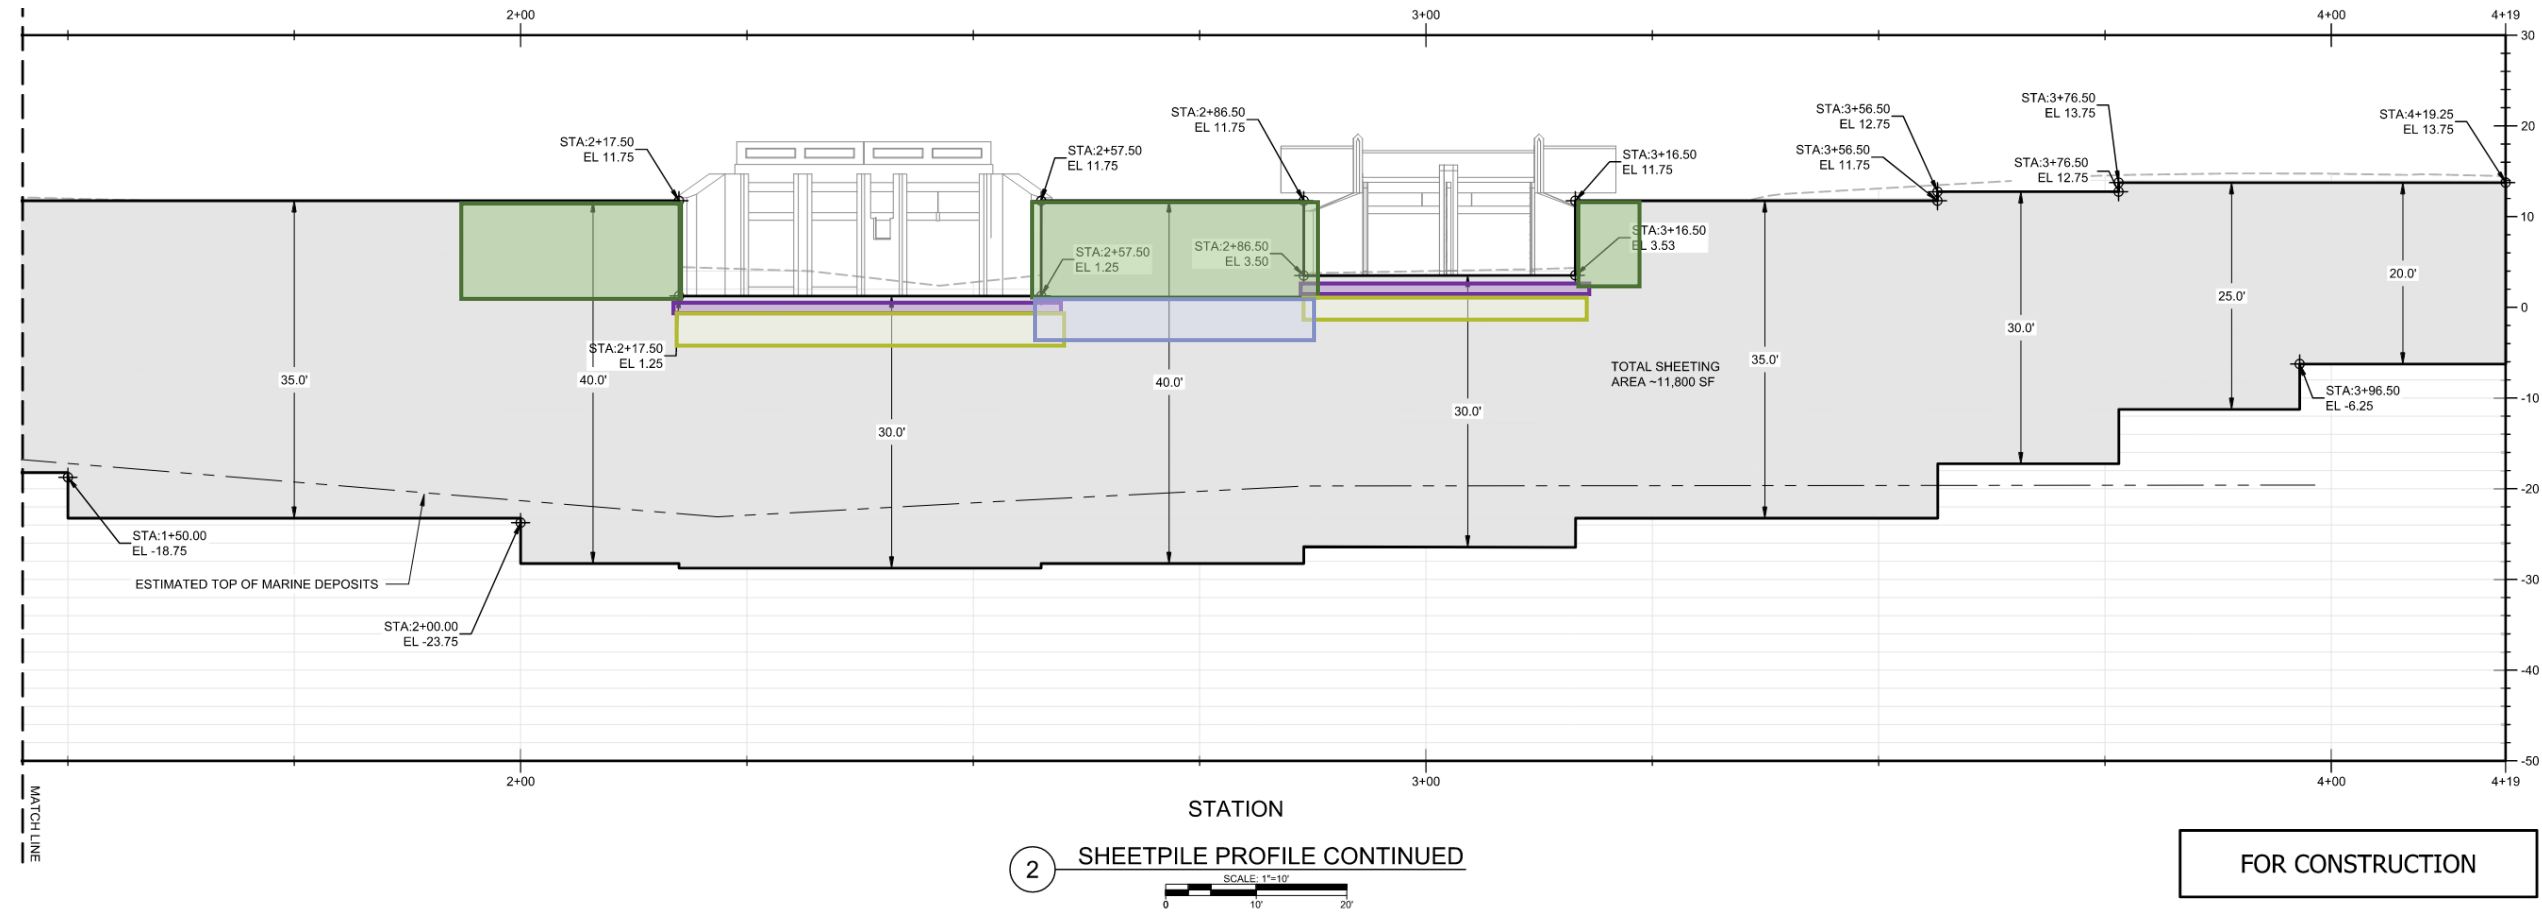 2+00
3+00
4+00
4+19
30
20
10
0
-10
-20
-30
-40
-50
STA:2+17.50
EL 11.75
STA:2+57.50
EL 11.75
STA:2+86.50
EL 11.75
STA:3+16.50
EL 11.75
STA:3+56.50
EL 12.75
STA:3+56.50
EL 11.75
STA:3+76.50
EL 13.75
STA:3+76.50
EL 12.75
STA:4+19.25
EL 13.75
STA:2+57.50
EL 1.25
STA:2+86.50
EL 3.50
STA:3+16.50
EL 3.53
STA:2+17.50
EL 1.25
35.0'
40.0'
30.0'
40.0'
30.0'
35.0'
30.0'
25.0'
20.0'
TOTAL SHEETING
AREA ~11,800 SF
STA:3+96.50
EL -6.25
STA:1+50.00
EL -18.75
ESTIMATED TOP OF MARINE DEPOSITS
STA:2+00.00
EL -23.75
2+00
3+00
4+00
4+19
MATCH LINE
STATION
2
SHEETPILE PROFILE CONTINUED
SCALE: 1"=10'
0
10'
20'
FOR CONSTRUCTION